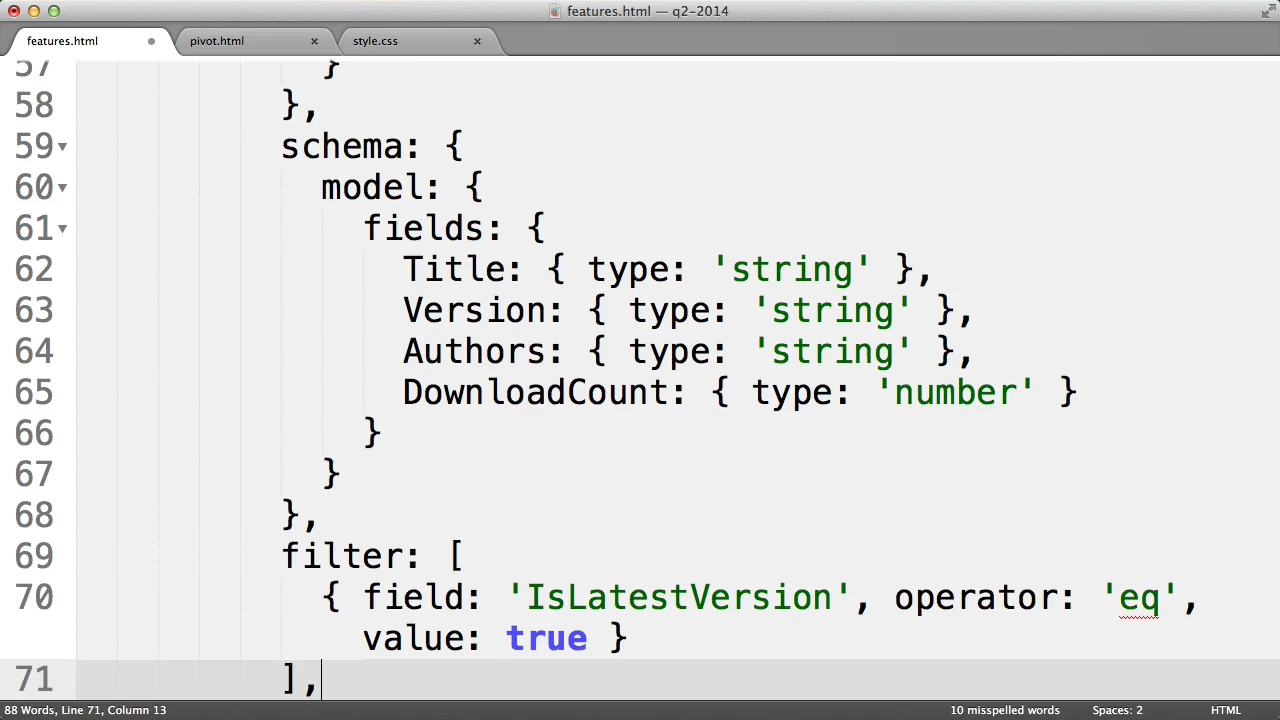 features.html — q2-2014
features.html pivot.html style.css
57 }
58 },
59 schema: {
60 model: {
61 fields: {
62 Title: { type: 'string' },
63 Version: { type: 'string' },
64 Authors: { type: 'string' },
65 DownloadCount: { type: 'number' }
66 }
67 }
68 },
69 filter: [
70 { field: 'IsLatestVersion', operator: 'eq',
value: true }
71 ],
88 Words, Line 71, Column 13 10 misspelled words Spaces: 2 HTML